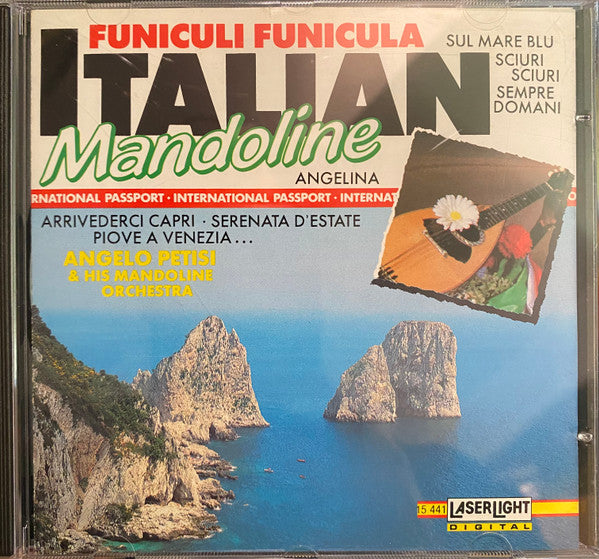 FUNICULI FUNICULA
ITALIAN
Mandoline
SUL MARE BLU
SCIURI
SCIURI
SEMPRE
DOMANI
ANGELINA
RNATIONAL PASSPORT · INTERNATIONAL PASSPORT · INTERNAT
ARRIVEDERCI CAPRI · SERENATA D'ESTATE
PIOVE A VENEZIA...
ANGELO PETISI
& HIS MANDOLINE
ORCHESTRA
15 441
LASERLIGHT
DIGITAL